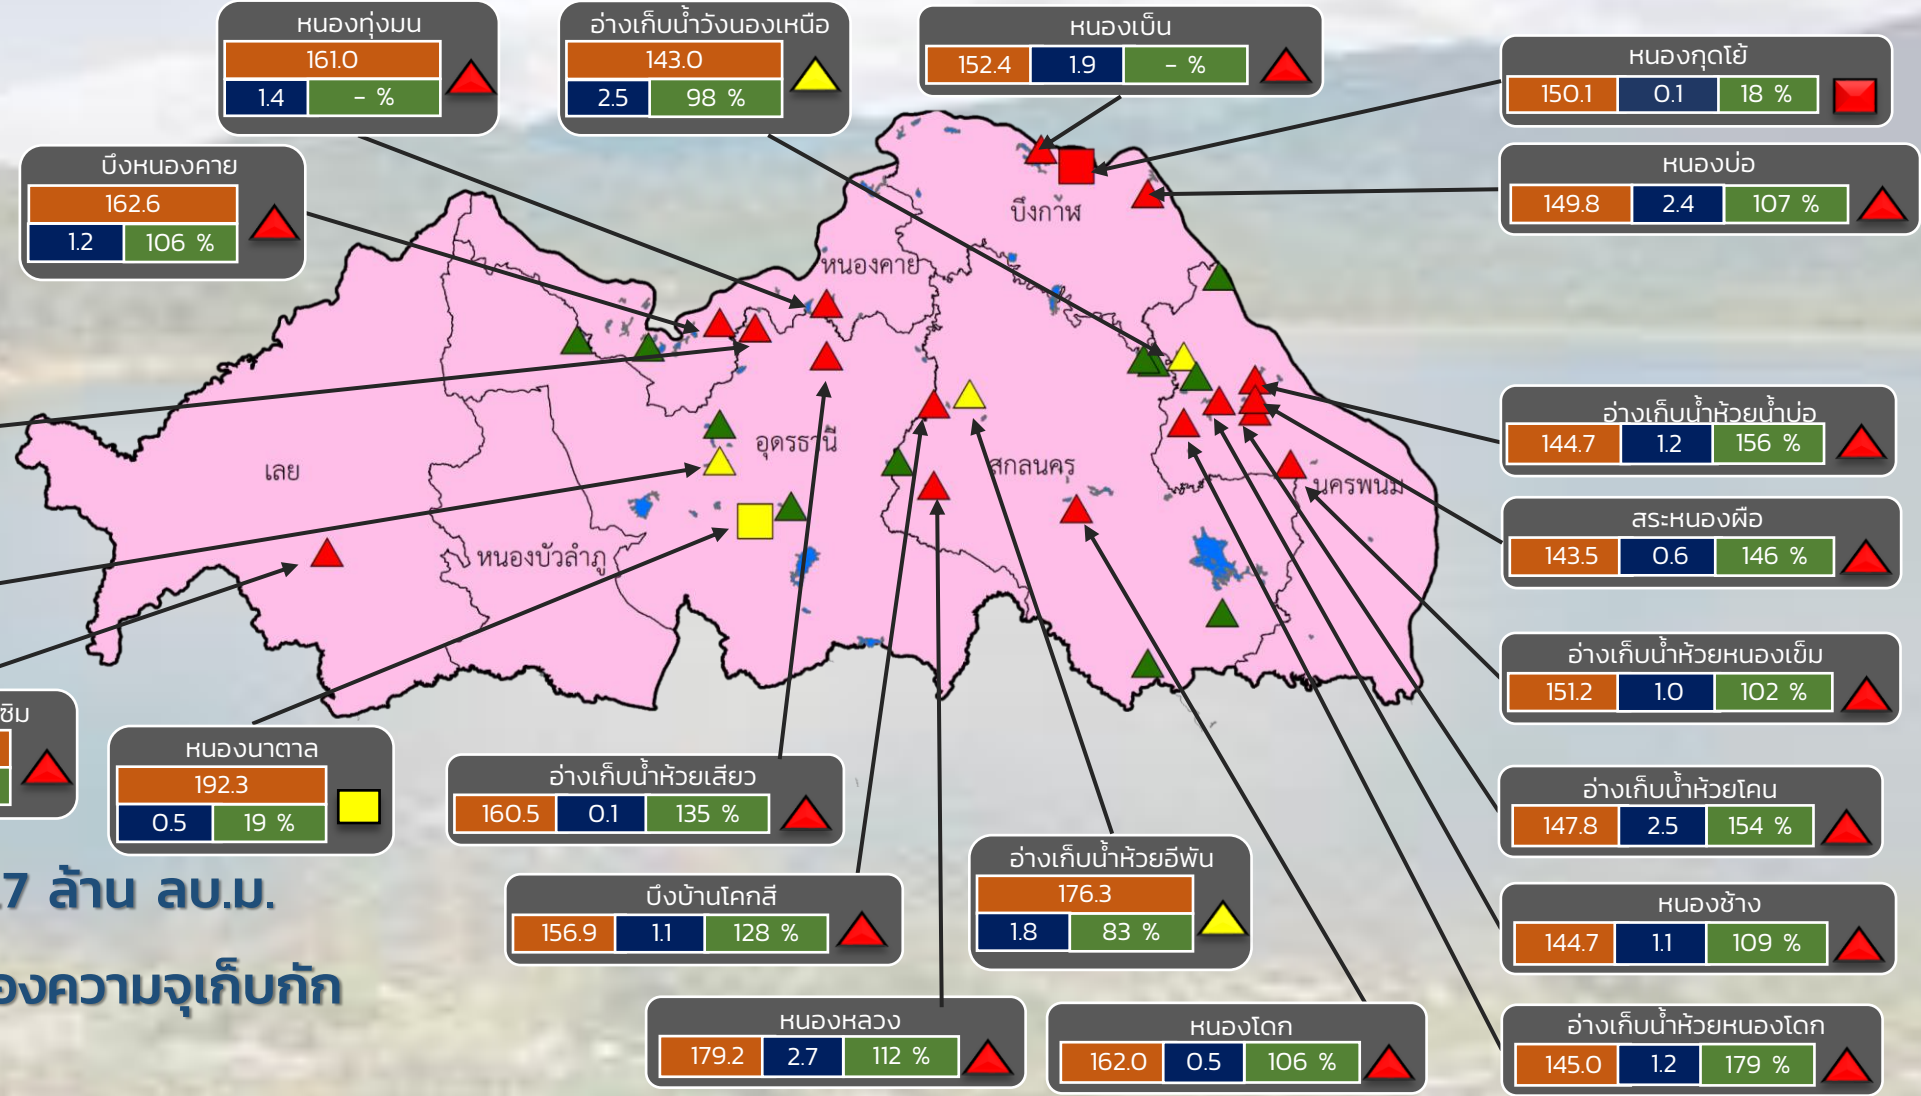 หนองทุ่งมน
161.0
1.4 - %
อ่างเก็บน้ำวังนองเหนือ
143.0
2.5 98 %
หนองเบ็น
152.4 1.9 - %
หนองกุดโย้
150.1 0.1 18 %
บึงหนองคาย
162.6
1.2 106 %
หนองบ่อ
149.8 2.4 107 %
บึงกาฬ
หนองคาย
อุดรธานี
เลย
สกลนคร
นครพนม
หนองบัวลำภู
อ่างเก็บน้ำห้วยน้ำบ่อ
144.7 1.2 156 %
สระหนองผือ
143.5 0.6 146 %
อ่างเก็บน้ำห้วยหนองเข็ม
151.2 1.0 102 %
ซิม
หนองนาตาล
192.3
0.5 19 %
อ่างเก็บน้ำห้วยเสียว
160.5 0.1 135 %
อ่างเก็บน้ำห้วยโคน
147.8 2.5 154 %
บึงบ้านโคกสี
156.9 1.1 128 %
อ่างเก็บน้ำห้วยอีพัน
176.3
1.8 83 %
หนองช้าง
144.7 1.1 109 %
.7 ล้าน ลบ.ม.
องความจุเก็บกัก
หนองหลวง
179.2 2.7 112 %
หนองโดก
162.0 0.5 106 %
อ่างเก็บน้ำห้วยหนองโดก
145.0 1.2 179 %